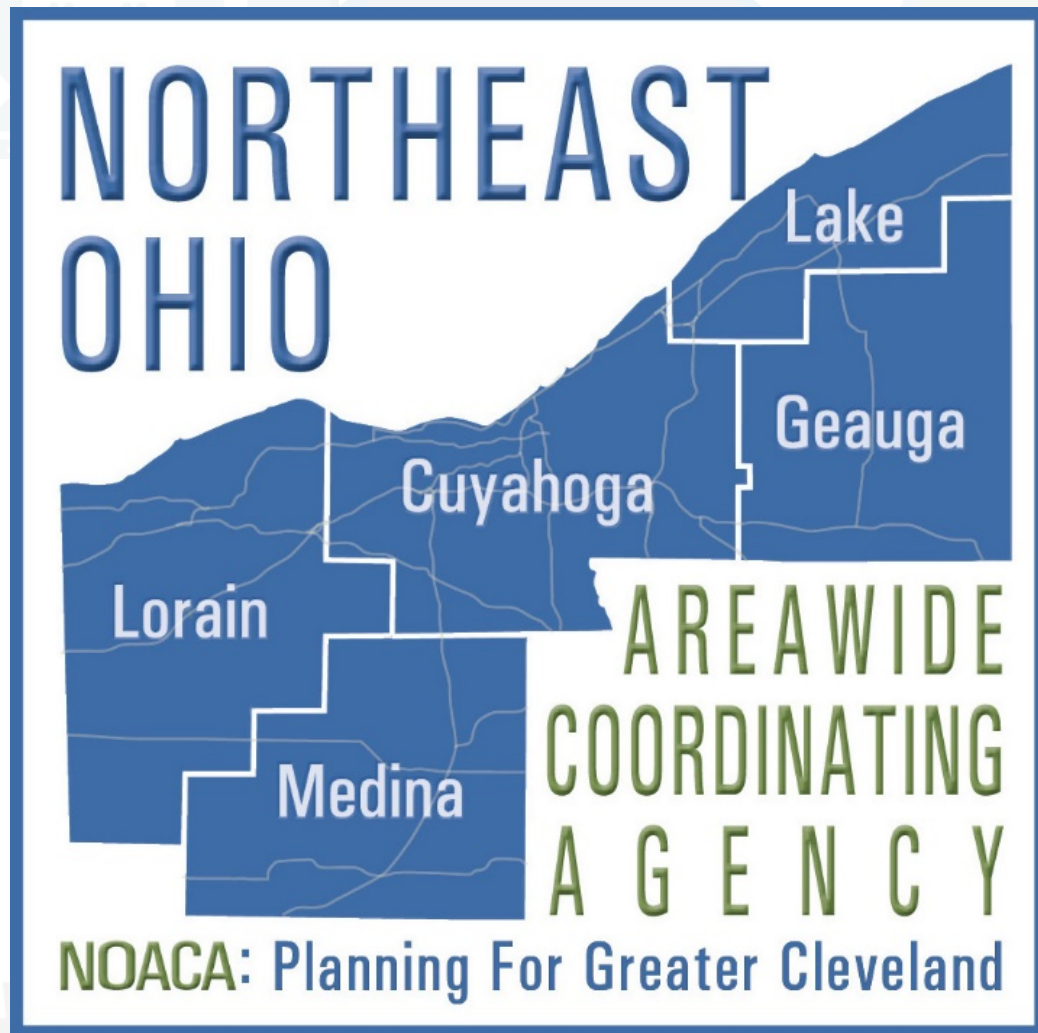 NORTHEAST
OHIO
Lake
Geauga
Cuyahoga
Lorain
Medina
AREAWIDE
COORDINATING
AGENCY
NOACA: Planning For Greater Cleveland